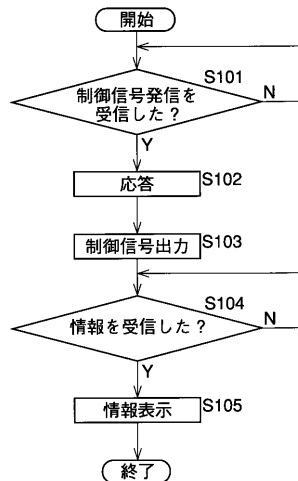 開始
S101
制御信号発信を
受信した？
N
Y
応答
S102
制御信号出力
S103
S104
情報を受信した？
N
Y
情報表示
S105
終了